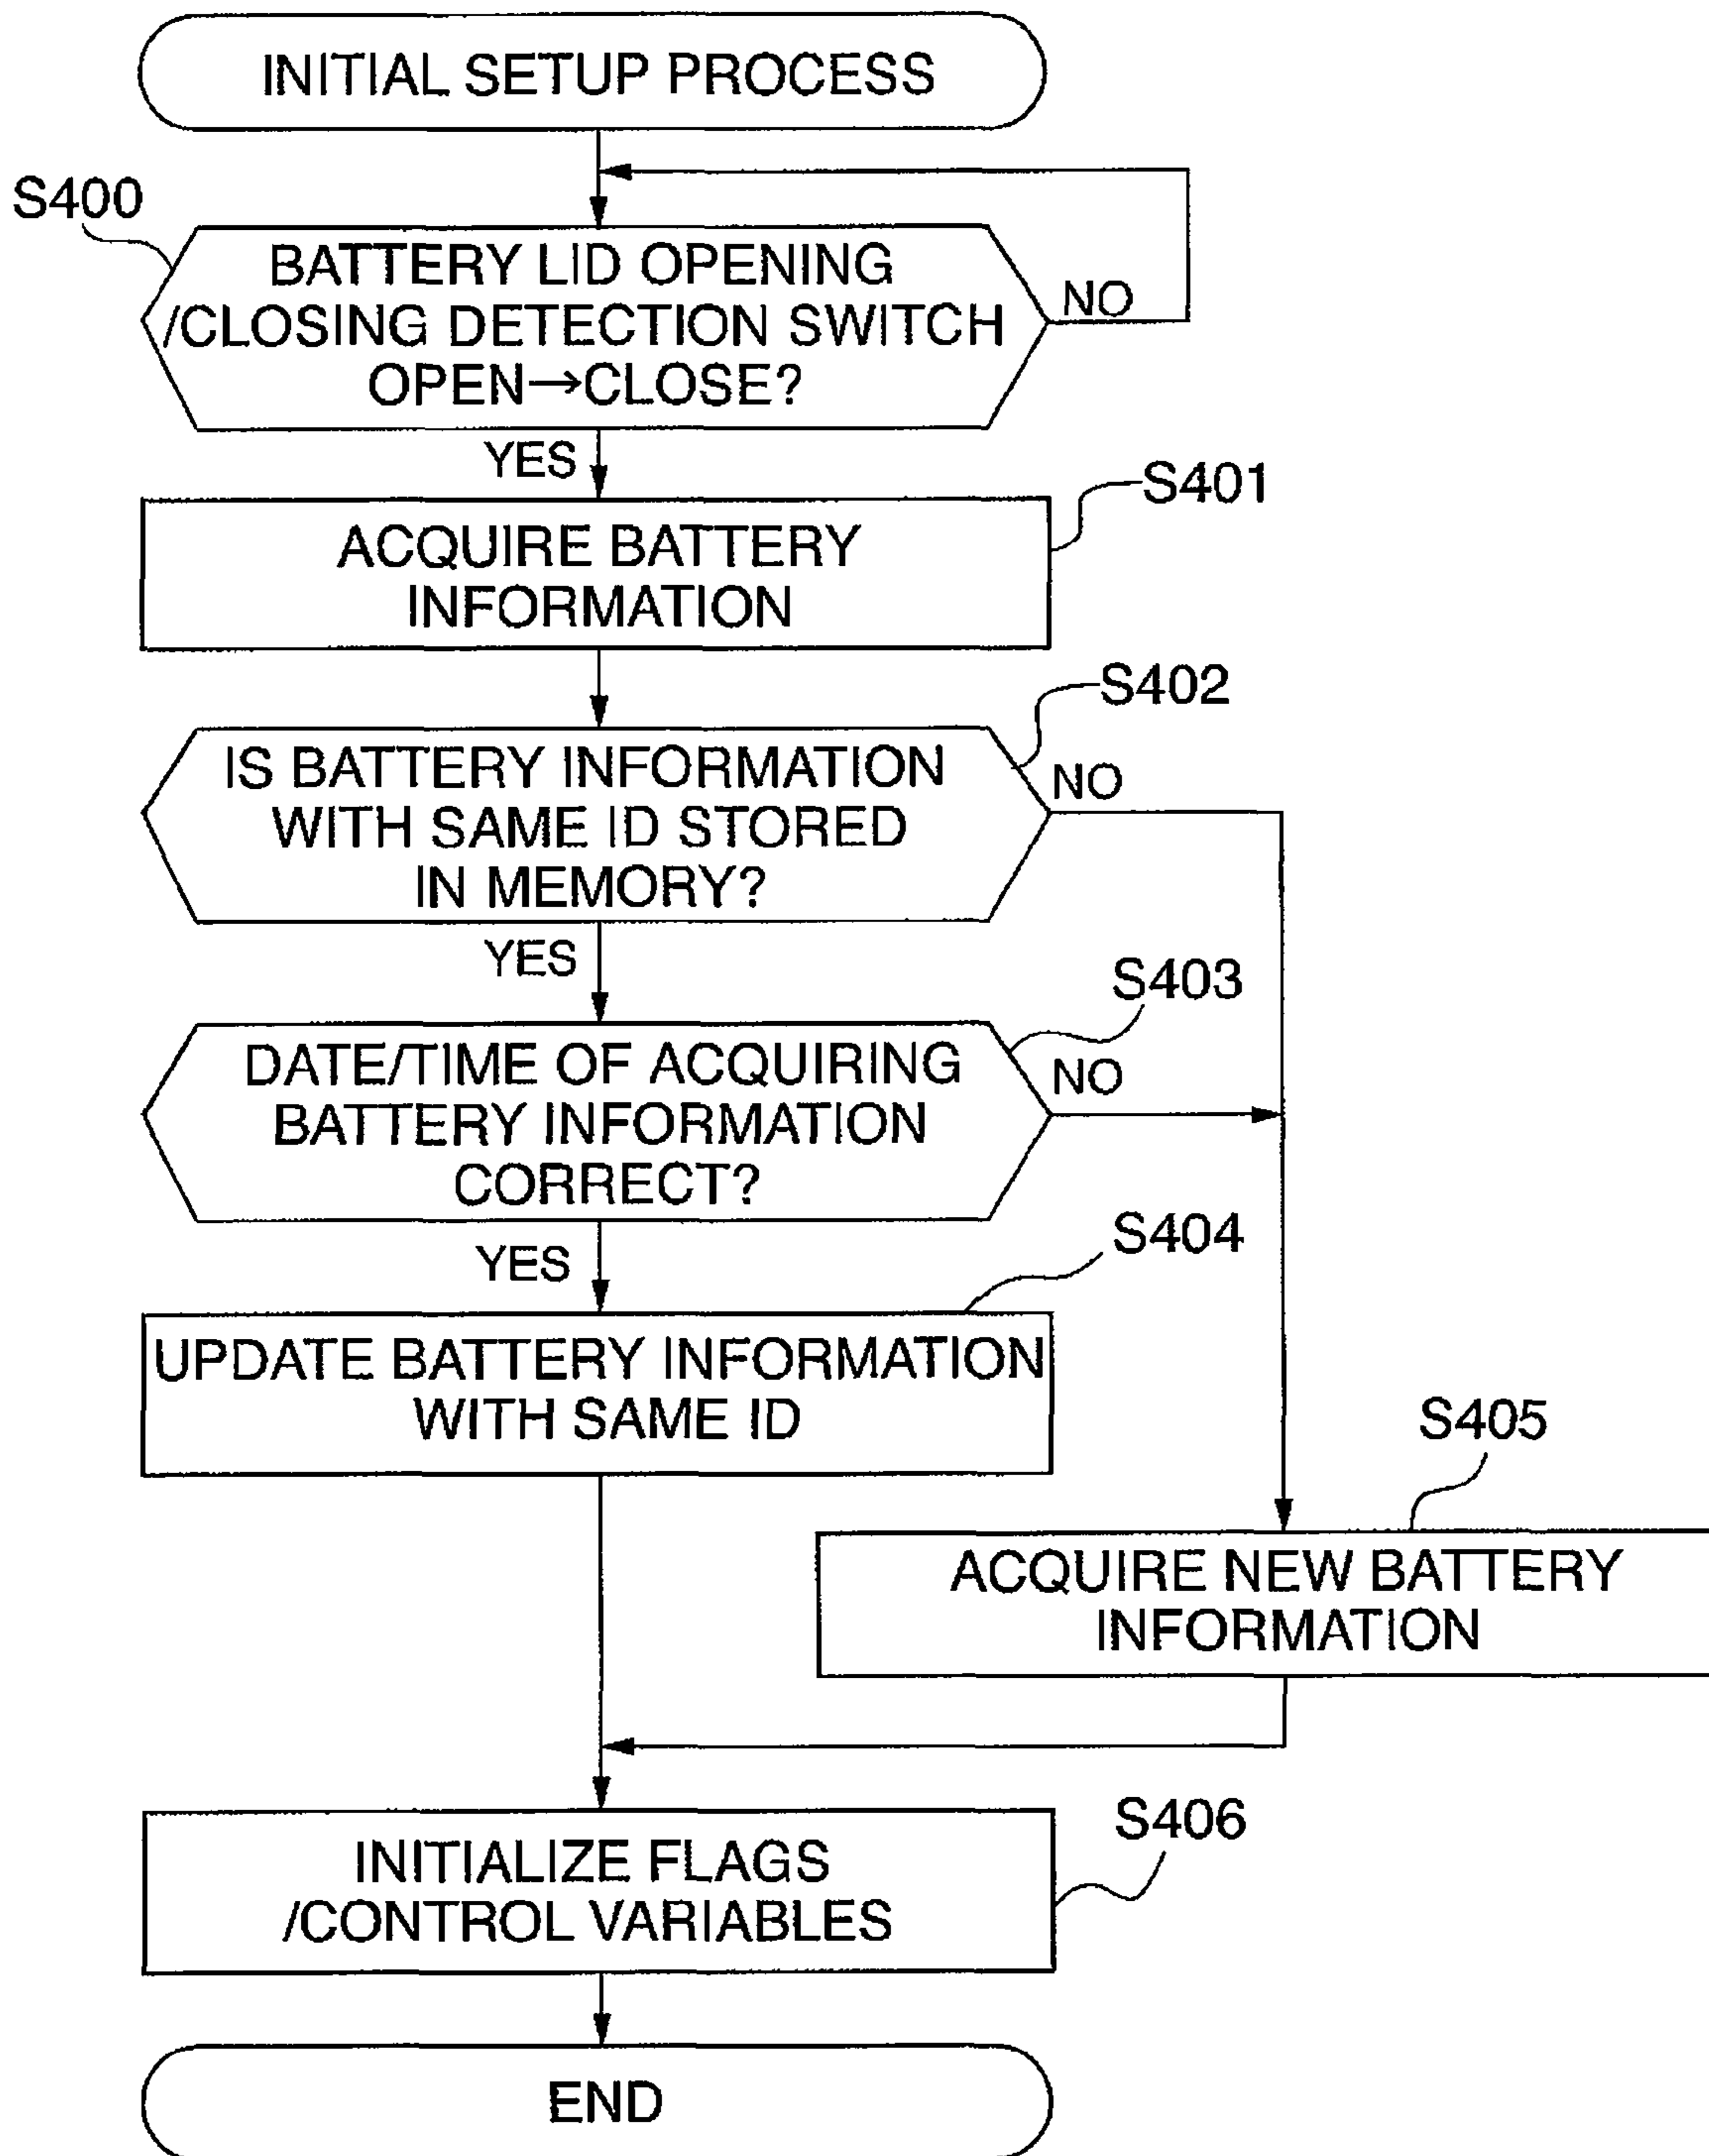 INITIAL SETUP PROCESS
S400
BATTERY LID OPENING
/CLOSING DETECTION SWITCH
OPEN→CLOSE?
NO
YES
S401
ACQUIRE BATTERY
INFORMATION
S402
IS BATTERY INFORMATION
WITH SAME ID STORED
IN MEMORY?
NO
YES
S403
DATE/TIME OF ACQUIRING
BATTERY INFORMATION
CORRECT?
NO
YES
S404
UPDATE BATTERY INFORMATION
WITH SAME ID
S405
ACQUIRE NEW BATTERY
INFORMATION
S406
INITIALIZE FLAGS
/CONTROL VARIABLES
END